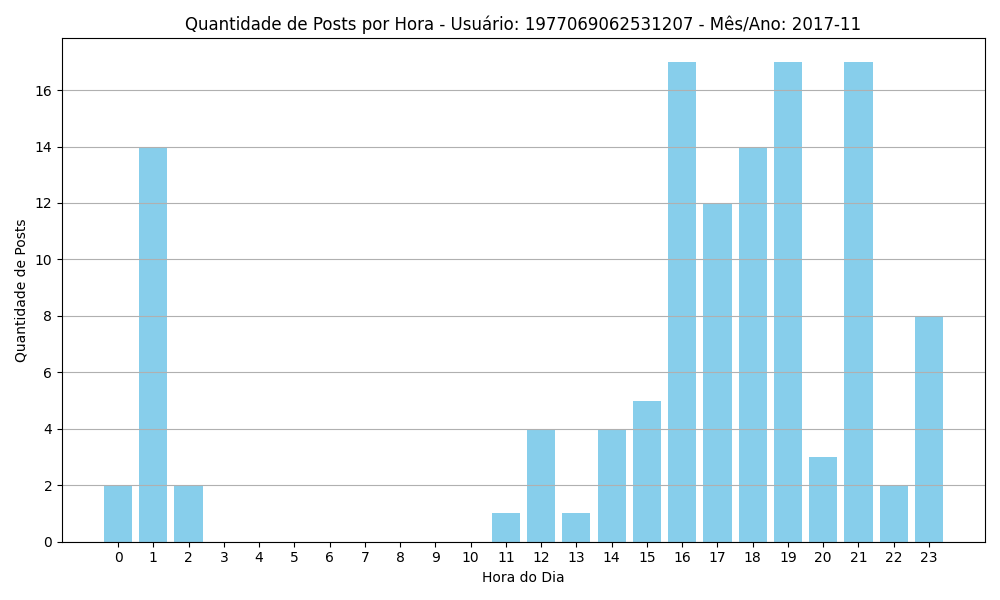 Quantidade de Posts por Hora - Usuário: 1977069062531207 - Mês/Ano: 2017-11
Quantidade de Posts
16
14
12
10
8
6
4
2
0
0 1 2 3 4 5 6 7 8 9 10 11 12 13 14 15 16 17 18 19 20 21 22 23
Hora do Dia